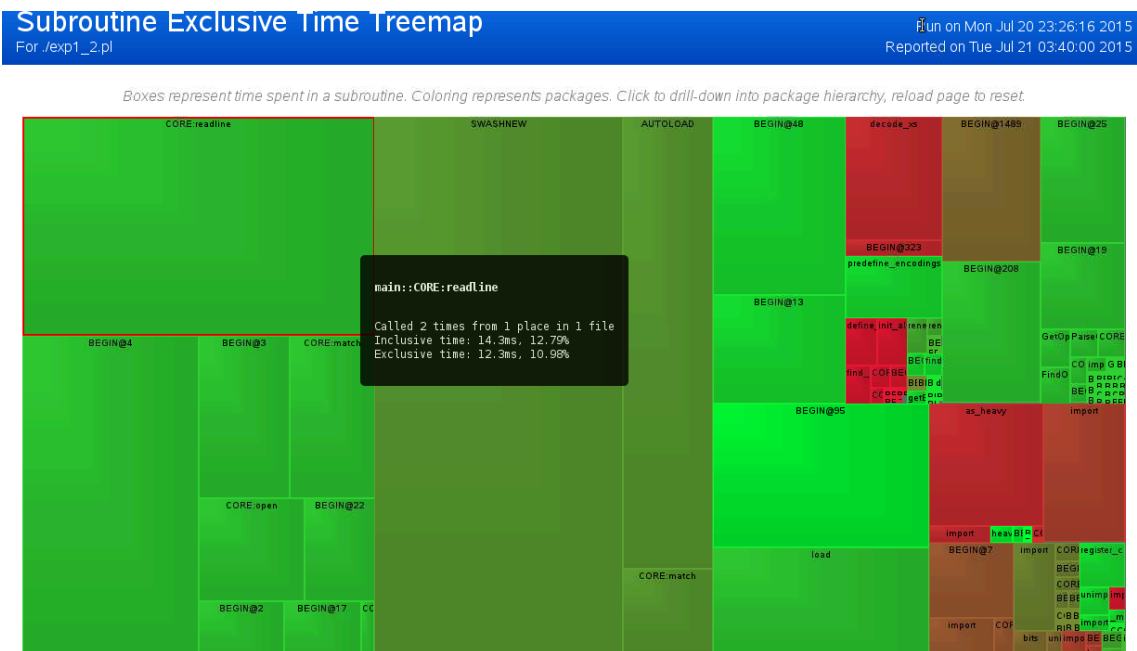 Subroutine Exclusive Time Treemap
For ./exp1_2.pl
Run on Mon Jul 20 23:26:16 2015
Reported on Tue Jul 21 03:40:00 2015
Boxes represent time spent in a subroutine. Coloring represents packages. Click to drill-down into package hierarchy, reload page to reset.
CORE:readline
SWASHNEW
AUTOLOAD
BEGIN@48
decode_xs
BEGIN@1489
BEGIN@25
BEGIN@323
predefine_encodings
BEGIN@208
BEGIN@19
main::CORE:readline
Called 2 times from 1 place in 1 file
Inclusive time: 14.3ms, 12.79%
Exclusive time: 12.3ms, 10.98%
BEGIN@13
BEGIN@4
BEGIN@3
CORE:match
GetOp
CORE
FindO
BEGIN@95
as_heavy
import
CORE:open
BEGIN@22
import
BEGIN@7
import
register_c
load
CORE:match
BEGIN@2
BEGIN@17
CC
import
COF
bits